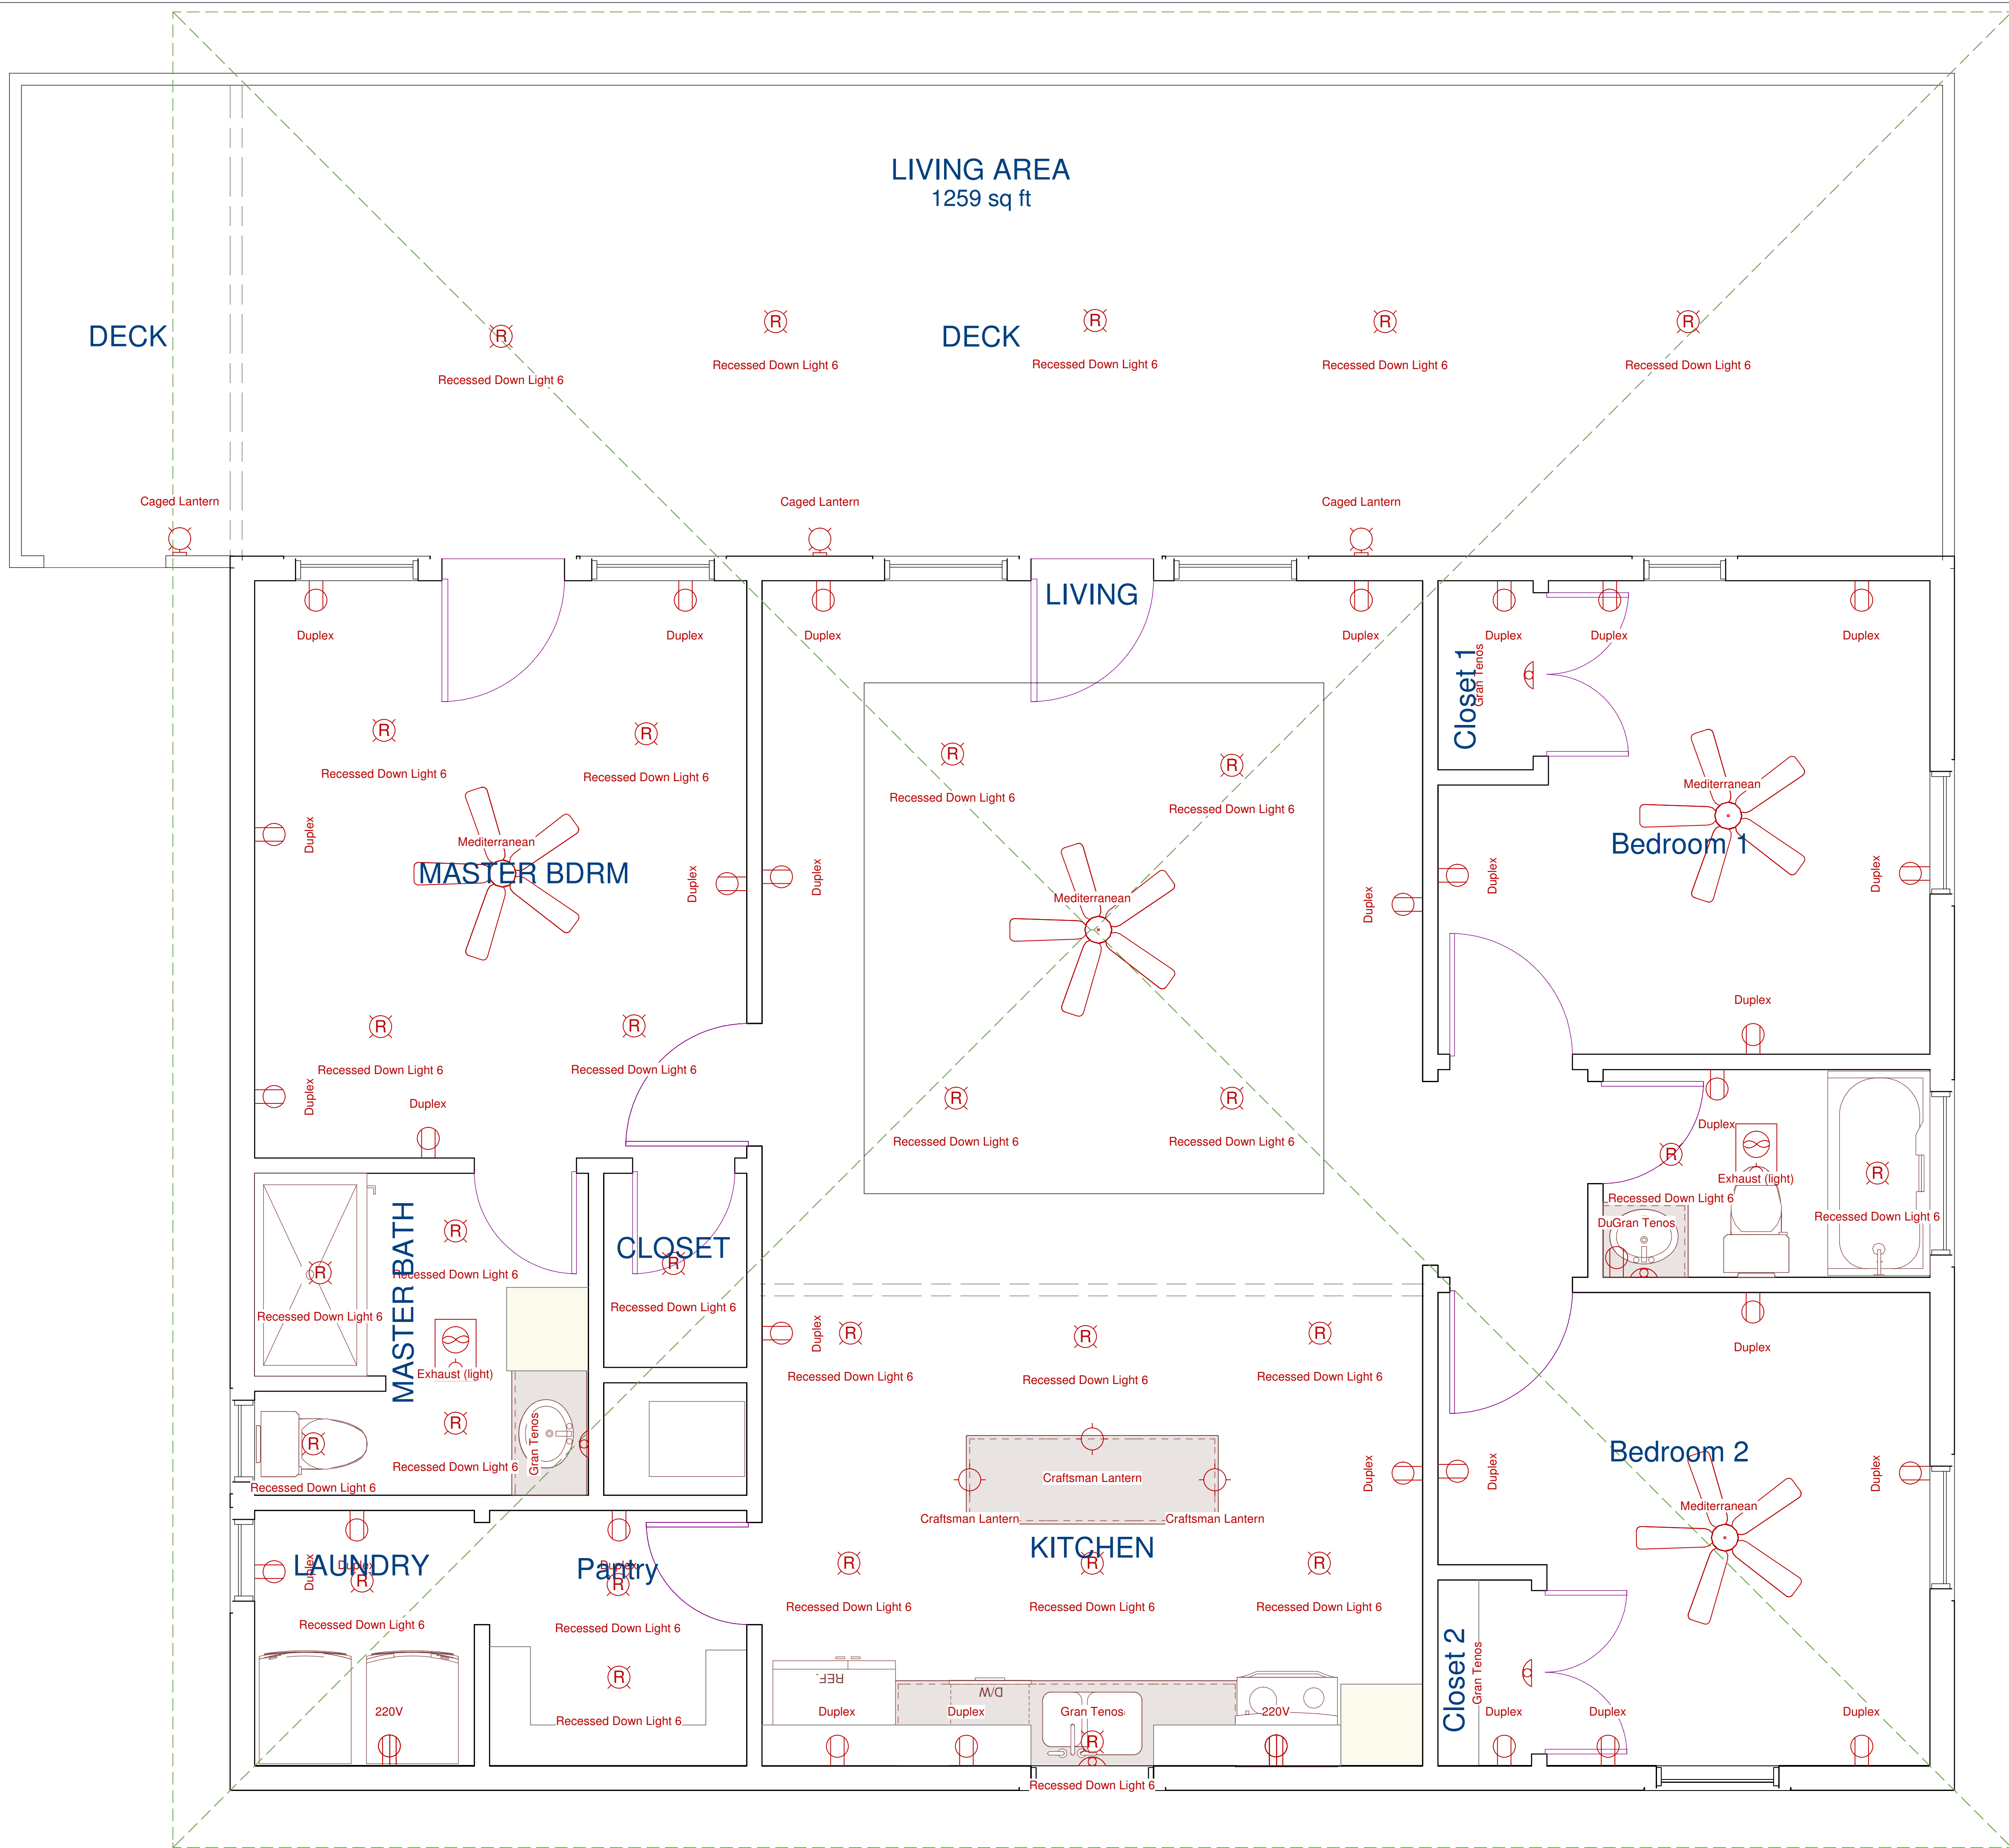 LIVING AREA
1259 sq ft
DECK
DECK
R
R
R
R
R
Recessed Down Light 6
Recessed Down Light 6
Recessed Down Light 6
Recessed Down Light 6
Recessed Down Light 6
Caged Lantern
Caged Lantern
Caged Lantern
LIVING
Duplex
Duplex
Duplex
Duplex
Duplex
Duplex
Duplex
Closet 1
Gran Tenos
R
R
R
R
Recessed Down Light 6
Recessed Down Light 6
Recessed Down Light 6
Recessed Down Light 6
Mediterranean
MASTER BDRM
Mediterranean
Mediterranean
Bedroom 1
Duplex
Duplex
Duplex
Duplex
Duplex
Duplex
Duplex
R
R
Recessed Down Light 6
Recessed Down Light 6
Duplex
Duplex
R
R
Recessed Down Light 6
Recessed Down Light 6
Duplex
R
Exhaust (light)
R
Recessed Down Light 6
Recessed Down Light 6
Du
Gran Tenos
MASTER BATH
R
R
Recessed Down Light 6
Recessed Down Light 6
Exhaust (light)
CLOSET
R
Recessed Down Light 6
Gran Tenos
R
R
Recessed Down Light 6
Recessed Down Light 6
Duplex
R
R
R
Recessed Down Light 6
Recessed Down Light 6
Recessed Down Light 6
Duplex
Craftsman Lantern
Craftsman Lantern
Craftsman Lantern
KITCHEN
Duplex
Duplex
Duplex
Bedroom 2
Mediterranean
LAUNDRY
Duplex
Duplex
R
Recessed Down Light 6
Pantry
Duplex
R
Recessed Down Light 6
R
R
R
Recessed Down Light 6
Recessed Down Light 6
Recessed Down Light 6
R
Recessed Down Light 6
220V
REF.
D/W
Duplex
Duplex
Gran Tenos
220V
R
Recessed Down Light 6
Closet 2
Gran Tenos
Duplex
Duplex
Duplex